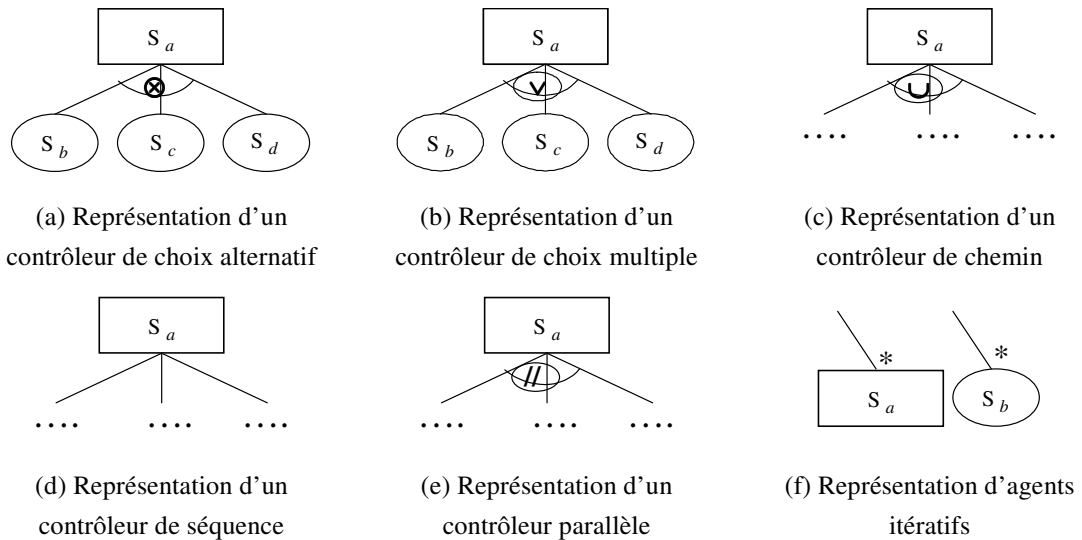 S a S a S a
⊗ ∨ ∪
S b S c S d S b S c S d .... .... ....
(a) Représentation d'un (b) Représentation d'un (c) Représentation d'un
contrôleur de choix alternatif contrôleur de choix multiple contrôleur de chemin
S a S a
// * *
S a S b
.... .... .... .... .... ....
(d) Représentation d'un (e) Représentation d'un (f) Représentation d'agents
contrôleur de séquence contrôleur parallèle itératifs